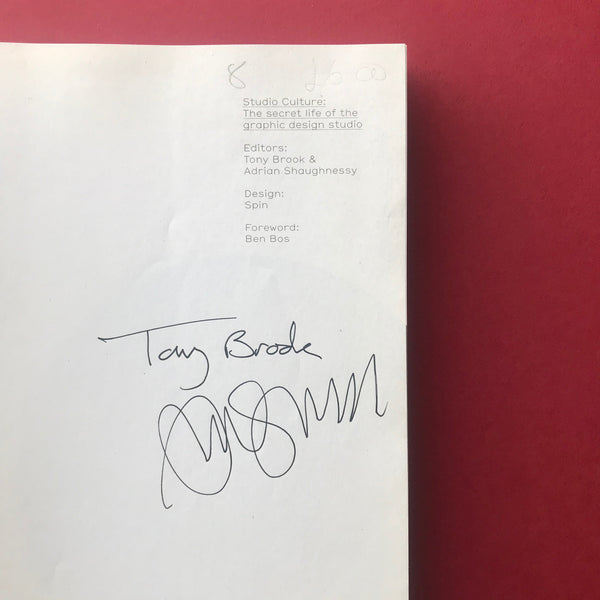 8 26 00
Studio Culture:
The secret life of the
graphic design studio
Editors:
Tony Brook &
Adrian Shaughnessy
Design:
Spin
Foreword:
Ben Bos
Tony Brook